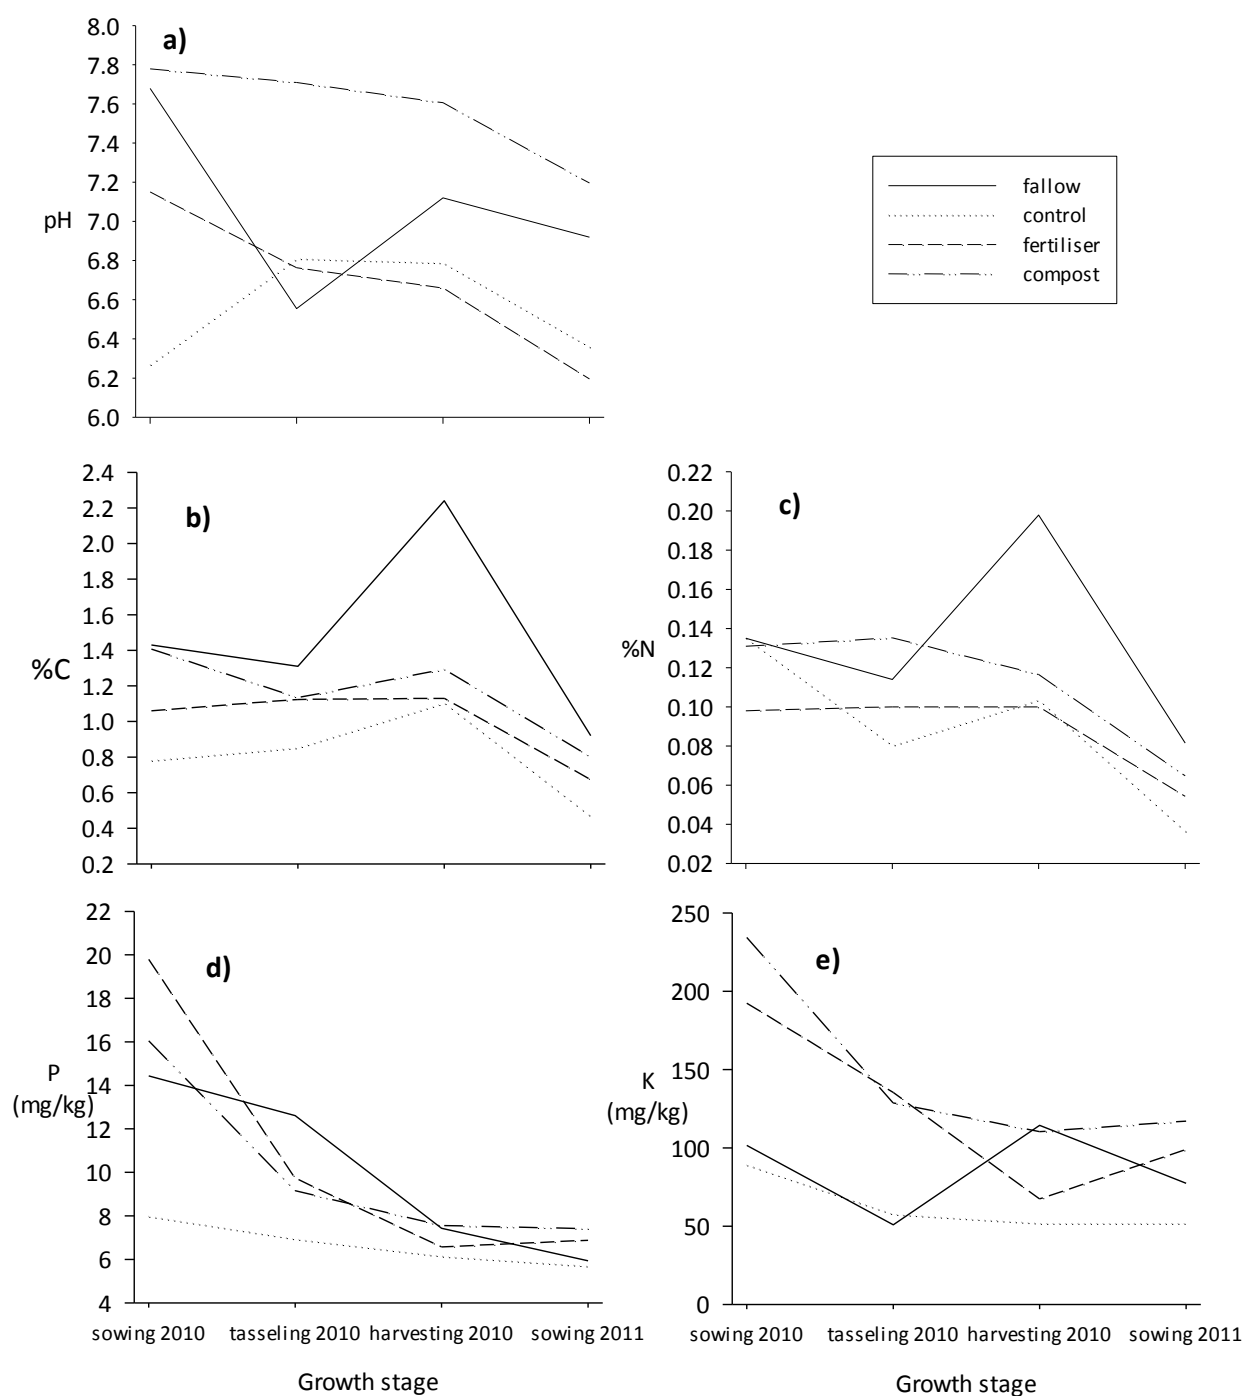 a)
8.0
7.8
7.6
7.4
7.2
7.0
6.8
6.6
6.4
6.2
6.0
pH
fallow
control
fertiliser
compost
b)
2.4
2.2
2.0
1.8
1.6
1.4
1.2
1.0
0.8
0.6
0.4
0.2
%C
c)
0.22
0.20
0.18
0.16
0.14
0.12
0.10
0.08
0.06
0.04
0.02
%N
d)
22
20
18
16
14
12
10
8
6
4
P
(mg/kg)
sowing 2010 tasseling 2010 harvesting 2010 sowing 2011
Growth stage
e)
250
200
150
100
50
0
K
(mg/kg)
sowing 2010 tasseling 2010 harvesting 2010 sowing 2011
Growth stage